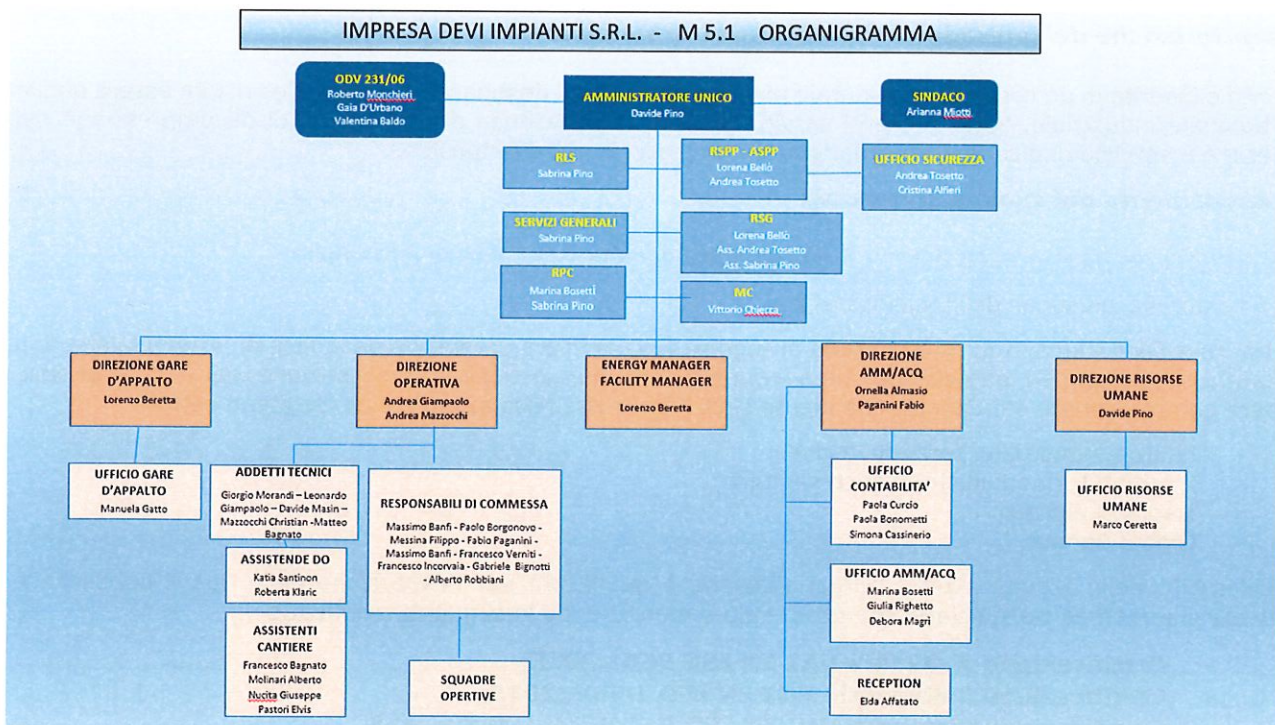 IMPRESA DEVI IMPIANTI S.R.L. - M 5.1 ORGANIGRAMMA
ODV 231/06
Roberto Monchieri
Gaia D'Urbano
Valentina Baldo
AMMINISTRATORE UNICO
Davide Pino
SINDACO
Arianna Miotti
RLS
Sabrina Pino
RSPP - ASPP
Lorena Bellò
Andrea Tosetto
UFFICIO SICUREZZA
Andrea Tosetto
Cristina Alfieri
SERVIZI GENERALI
Sabrina Pino
RSG
Lorena Bellò
Ass. Andrea Tosetto
Ass. Sabrina Pino
RPC
Marina Bosetti
Sabrina Pino
MC
Vittorio Chiecca
DIREZIONE GARE
D'APPALTO
Lorenzo Beretta
DIREZIONE
OPERATIVA
Andrea Giampaolo
Andrea Mazzocchi
ENERGY MANAGER
FACILITY MANAGER
Lorenzo Beretta
DIREZIONE
AMM/ACQ
Ornella Almasio
Paganini Fabio
DIREZIONE RISORSE
UMANE
Davide Pino
UFFICIO GARE
D'APPALTO
Manuela Gatto
ADDETTI TECNICI
Giorgio Morandi – Leonardo
Giampaolo – Davide Masin –
Mazzocchi Christian -Matteo
Bagnato
RESPONSABILI DI COMMESSA
Massimo Banfi - Paolo Borgonovo -
Messina Filippo - Fabio Paganini -
Massimo Banfi - Francesco Verniti -
Francesco Incorvaia - Gabriele Bignotti
- Alberto Robbiani
UFFICIO
CONTABILITA'
Paola Curcio
Paola Bonometti
Simona Cassinerio
UFFICIO RISORSE
UMANE
Marco Ceretta
ASSISTENDE DO
Katia Santinon
Roberta Klaric
UFFICIO AMM/ACQ
Marina Bosetti
Giulia Righetto
Debora Magrì
ASSISTENTI
CANTIERE
Francesco Bagnato
Molinari Alberto
Nucita Giuseppe
Pastori Elvis
SQUADRE
OPERTIVE
RECEPTION
Elda Affatato